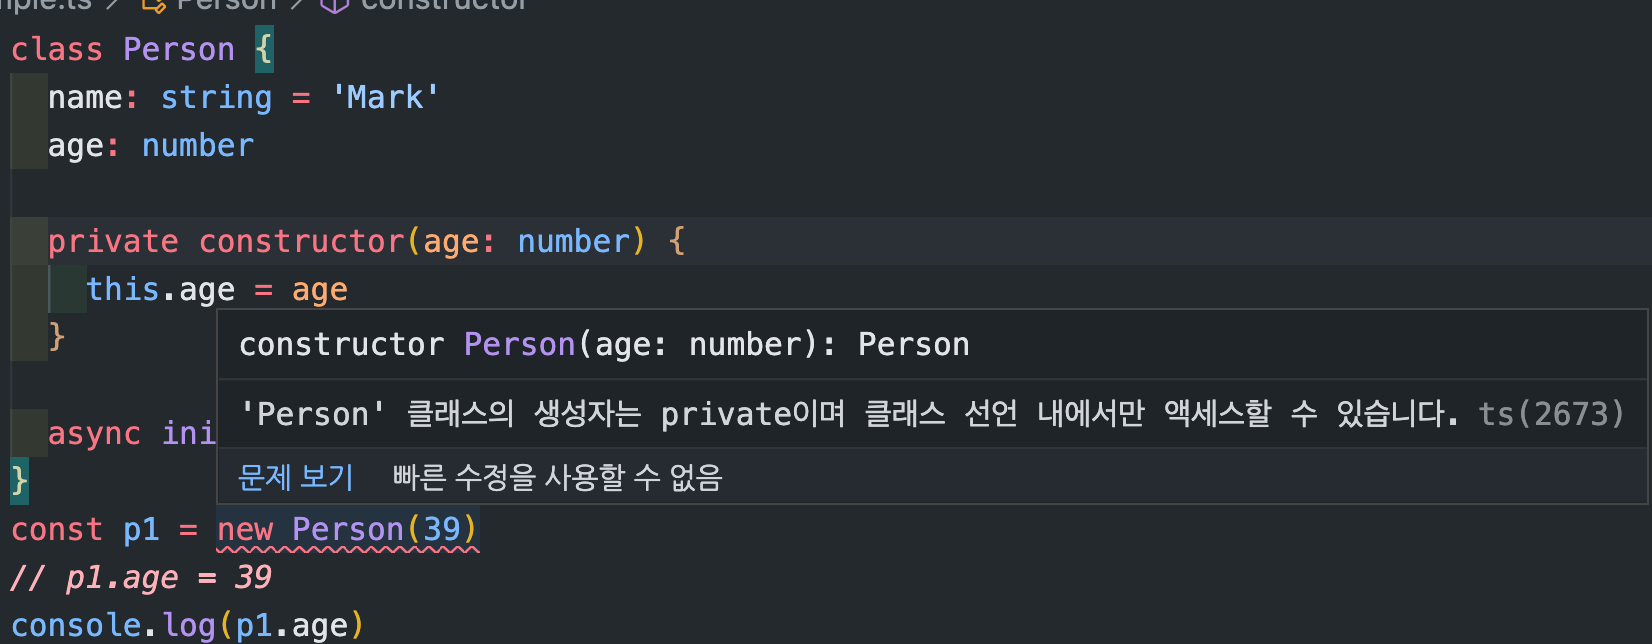 Person constructor
class Person {
name: string = 'Mark'
age: number
private constructor(age: number) {
this.age = age
}
constructor Person(age: number): Person
'Person' 클래스의 생성자는 private이며 클래스 선언 내에서만 액세스할 수 있습니다. ts(2673)
async ini
문제 보기 빠른 수정을 사용할 수 없음
}
const p1 = new Person(39)
// p1.age = 39
console.log(p1.age)